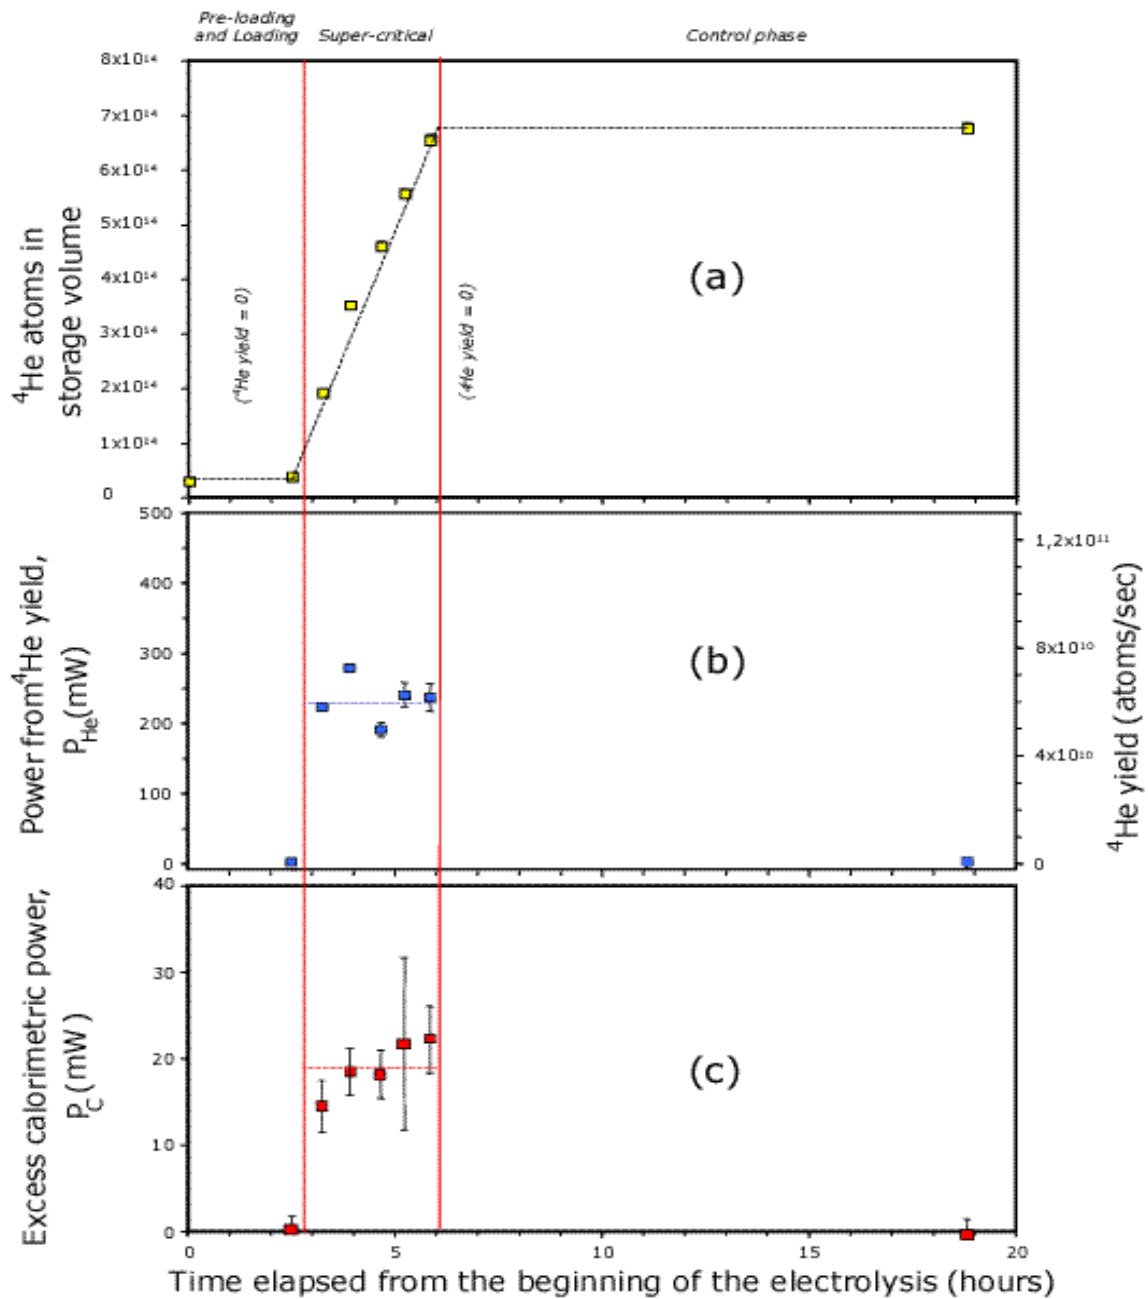 Pre-loading
and Loading
Super-critical
Control phase
8x10¹⁴
7x10¹⁴
6x10¹⁴
5x10¹⁴
4x10¹⁴
3x10¹⁴
2x10¹⁴
1x10¹⁴
0
⁴He atoms in
storage volume
(⁴He yield = 0)
(4He yield = 0)
(a)
500
400
300
200
100
0
Power from ⁴He yield,
P_He (mW)
(b)
1,2x10¹¹
8x10¹⁰
4x10¹⁰
0
⁴He yield (atoms/sec)
40
30
20
10
0
Excess calorimetric power,
P_C (mW)
(c)
0 5 10 15 20
Time elapsed from the beginning of the electrolysis (hours)